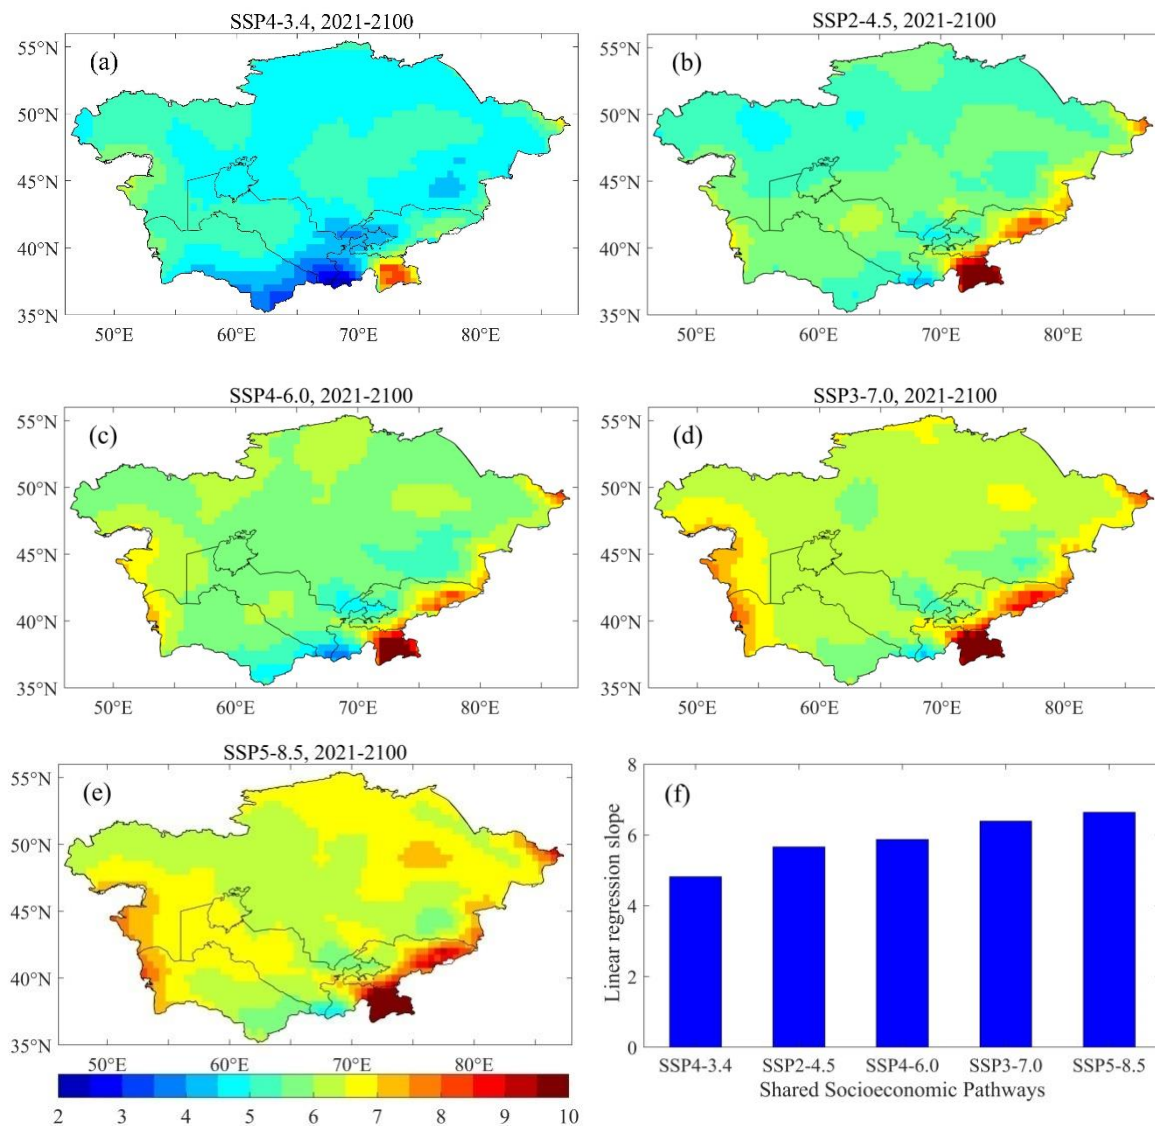 SSP4-3.4, 2021-2100
(a)
55°N
50°N
45°N
40°N
35°N
50°E 60°E 70°E 80°E
SSP2-4.5, 2021-2100
(b)
55°N
50°N
45°N
40°N
35°N
50°E 60°E 70°E 80°E
SSP4-6.0, 2021-2100
(c)
55°N
50°N
45°N
40°N
35°N
50°E 60°E 70°E 80°E
SSP3-7.0, 2021-2100
(d)
55°N
50°N
45°N
40°N
35°N
50°E 60°E 70°E 80°E
SSP5-8.5, 2021-2100
(e)
55°N
50°N
45°N
40°N
35°N
50°E 60°E 70°E 80°E
2 3 4 5 6 7 8 9 10
(f)
Linear regression slope
8
6
4
2
0
SSP4-3.4 SSP2-4.5 SSP4-6.0 SSP3-7.0 SSP5-8.5
Shared Socioeconomic Pathways